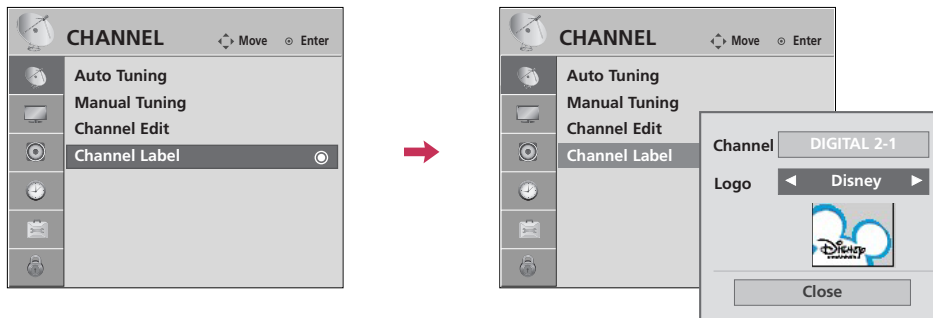 CHANNEL Move Enter
Auto Tuning
Manual Tuning
Channel Edit
Channel Label
CHANNEL Move Enter
Auto Tuning
Manual Tuning
Channel Edit
Channel Label
Channel DIGITAL 2-1
Logo ◄ Disney ►
Disney
Close